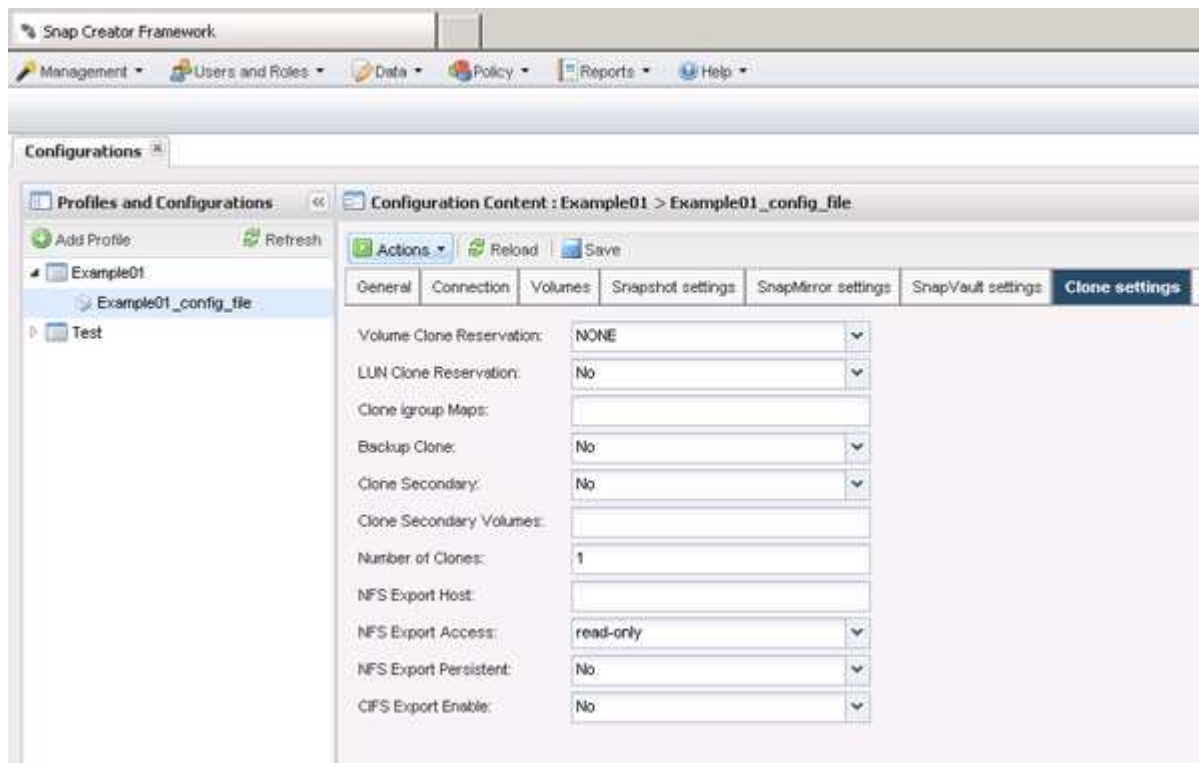 Snap Creator Framework
Management Users and Roles Data Policy Reports Help
Configurations
Profiles and Configurations
Configuration Content : Example01 > Example01_config_file
Add Profile Refresh
Actions Reload Save
Example01
Example01_config_file
Test
General Connection Volumes Snapshot settings SnapMirror settings SnapVault settings Clone settings
Volume Clone Reservation: NONE
LUN Clone Reservation: No
Clone igroup Maps:
Backup Clone: No
Clone Secondary: No
Clone Secondary Volumes:
Number of Clones: 1
NFS Export Host:
NFS Export Access: read-only
NFS Export Persistent: No
CIFS Export Enable: No